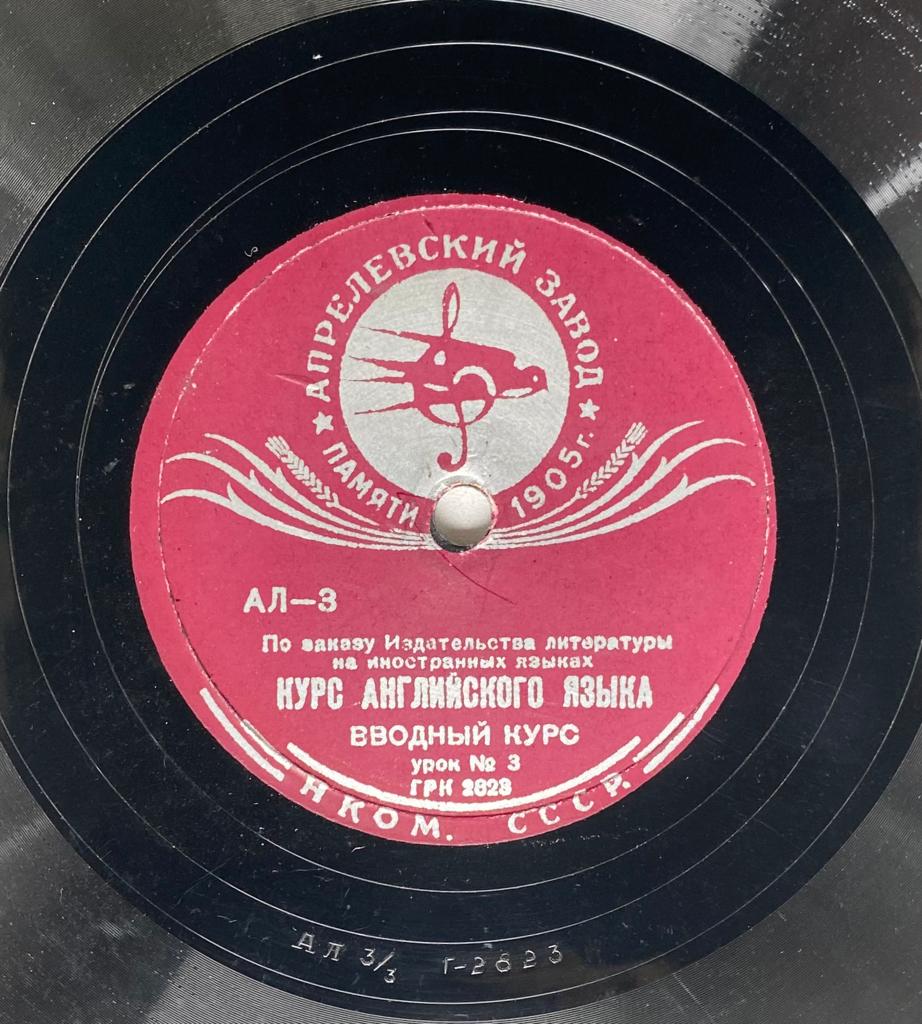 АПРЕЛЕВСКИЙ ЗАВОД
★ ПАМЯТИ 1905г. ★
АЛ—3
По заказу Издательства литературы
на иностранных языках
КУРС АНГЛИЙСКОГО ЯЗЫКА
ВВОДНЫЙ КУРС
урок № 3
ГРК 2823
НКОМ. СССР.
АЛ 3/3 Г-2823